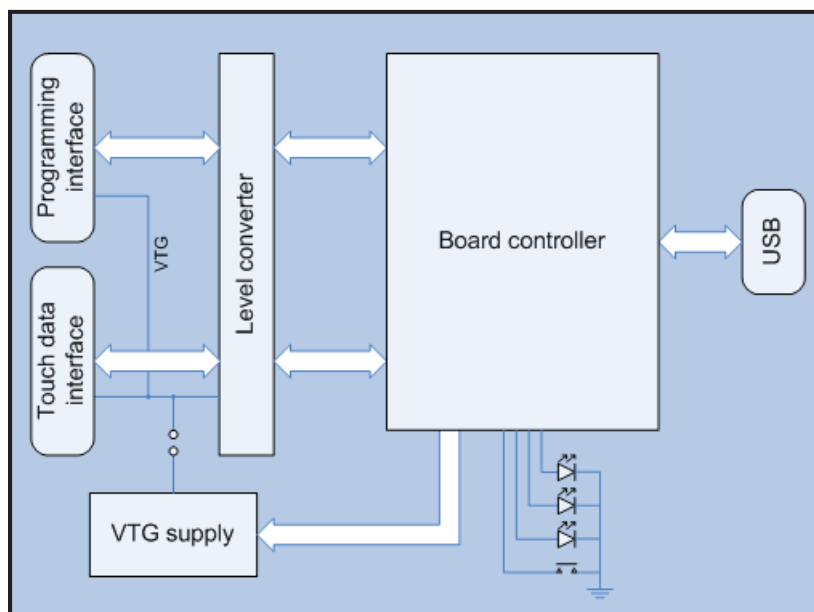 Programming
interface
VTG
Touch data
interface
Level converter
Board controller
USB
VTG supply